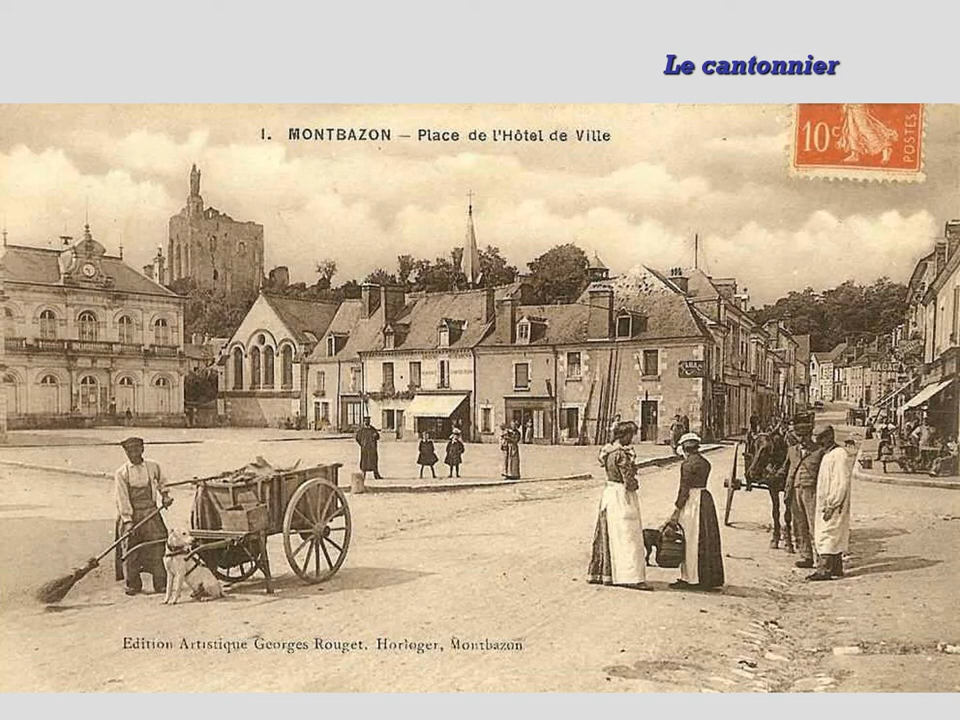 Le cantonnier
1. MONTBAZON — Place de l'Hôtel de Ville
10c POSTES
Edition Artistique Georges Rouget, Horloger, Montbazon